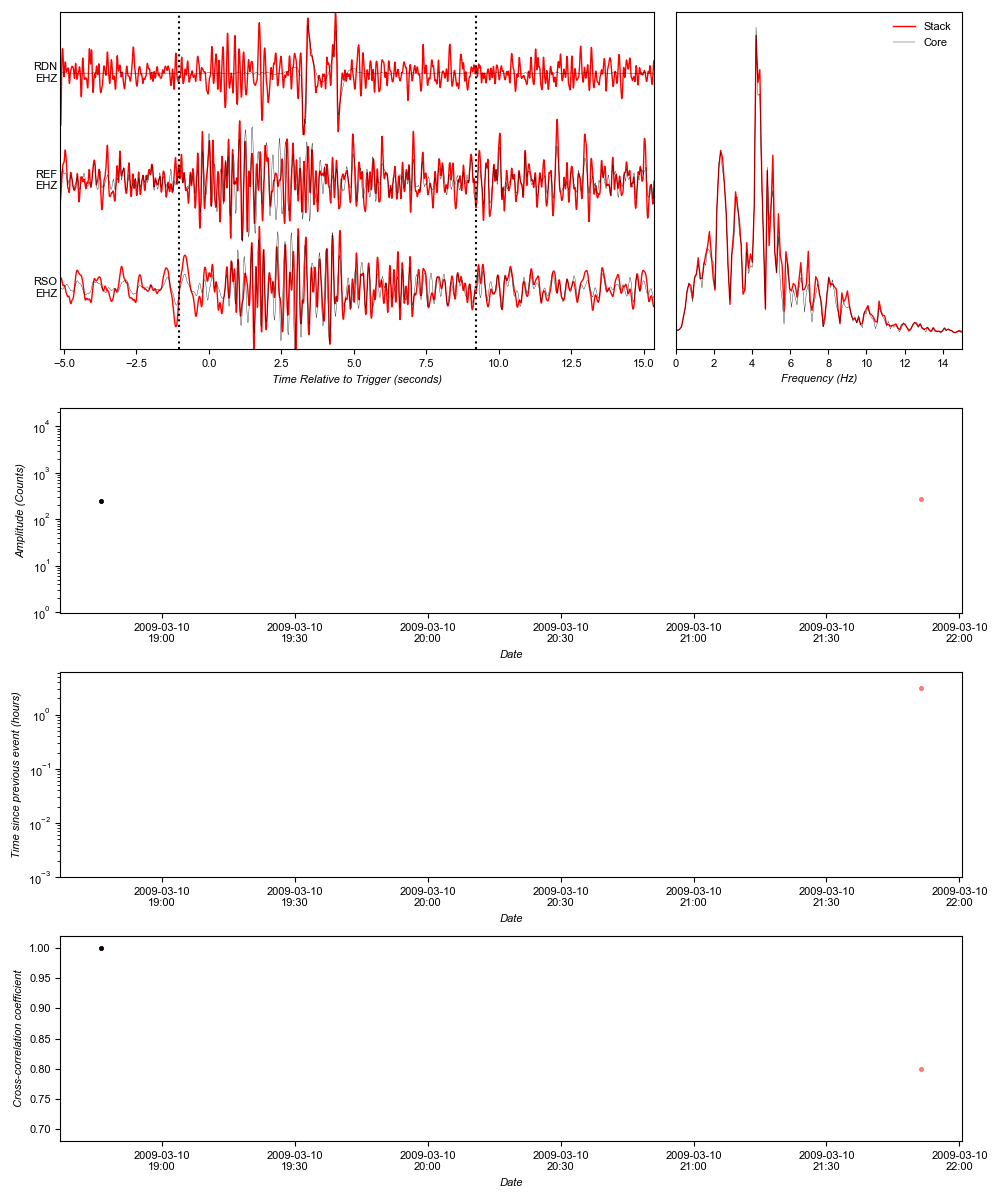 RDN
EHZ
REF
EHZ
RSO
EHZ
−5.0 −2.5 0.0 2.5 5.0 7.5 10.0 12.5 15.0
Time Relative to Trigger (seconds)
Stack
Core
0 2 4 6 8 10 12 14
Frequency (Hz)
10⁴
10³
10²
10¹
10⁰
Amplitude (Counts)
2009-03-10 2009-03-10 2009-03-10 2009-03-10 2009-03-10 2009-03-10 2009-03-10
19:00 19:30 20:00 20:30 21:00 21:30 22:00
Date
10⁰
10⁻¹
10⁻²
10⁻³
Time since previous event (hours)
2009-03-10 2009-03-10 2009-03-10 2009-03-10 2009-03-10 2009-03-10 2009-03-10
19:00 19:30 20:00 20:30 21:00 21:30 22:00
Date
1.00
0.95
0.90
0.85
0.80
0.75
0.70
Cross-correlation coefficient
2009-03-10 2009-03-10 2009-03-10 2009-03-10 2009-03-10 2009-03-10 2009-03-10
19:00 19:30 20:00 20:30 21:00 21:30 22:00
Date